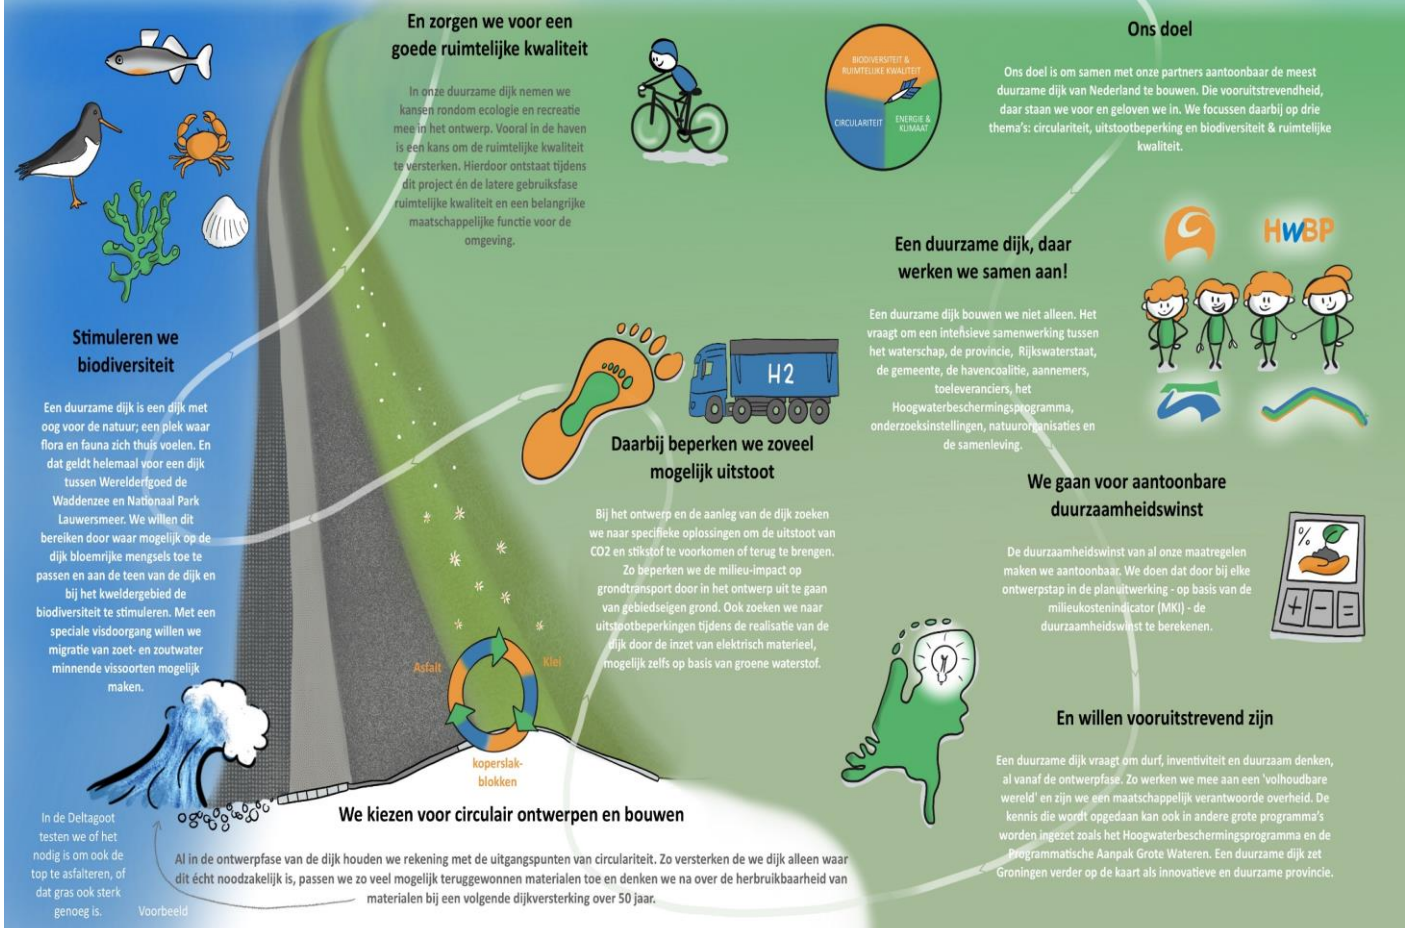 Ons doel
Ons doel is om samen met onze partners aantoonbaar de meest
duurzame dijk van Nederland te bouwen. Die vooruitstrevendheid,
daar staan we voor en geloven we in. We focussen daarbij op drie
thema's: circulariteit, uitstootbeperking en biodiversiteit & ruimtelijke
kwaliteit.
BIODIVERSITEIT &
RUIMTELIJKE KWALITEIT
CIRCULARITEIT
ENERGIE &
KLIMAAT
HWBP
Een duurzame dijk, daar
werken we samen aan!
Een duurzame dijk bouwen we niet alleen. Het
vraagt om een intensieve samenwerking tussen
het waterschap, de provincie, Rijkswaterstaat,
de gemeente, de havencoalitie, aannemers,
toeleveranciers, het
Hoogwaterbeschermingsprogramma,
onderzoeksinstellingen, natuurorganisaties en
de samenleving.
We gaan voor aantoonbare
duurzaamheidswinst
De duurzaamheidswinst van al onze maatregelen
maken we aantoonbaar. We doen dat door bij elke
ontwerpstap in de planuitwerking - op basis van de
milieukostenindicator (MKI) - de
duurzaamheidswinst te berekenen.
%
+ - =
En willen vooruitstrevend zijn
Een duurzame dijk vraagt om durf, inventiviteit en duurzaam denken,
al vanaf de ontwerpfase. Zo werken we mee aan een 'volhoudbare
wereld' en zijn we een maatschappelijk verantwoorde overheid. De
kennis die wordt opgedaan kan ook in andere grote programma's
worden ingezet zoals het Hoogwaterbeschermingsprogramma en de
Programmatische Aanpak Grote Wateren. Een duurzame dijk zet
Groningen verder op de kaart als innovatieve en duurzame provincie.
We kiezen voor circulair ontwerpen en bouwen
Al in de ontwerpfase van de dijk houden we rekening met de uitgangspunten van circulariteit. Zo versterken de we dijk alleen waar
dit écht noodzakelijk is, passen we zo veel mogelijk teruggewonnen materialen toe en denken we na over de herbruikbaarheid van
materialen bij een volgende dijkversterking over 50 jaar.
Asfalt
Klei
koperslak-
blokken
In de Deltagoot
testen we of het
nodig is om ook de
top te asfalteren, of
dat gras ook sterk
genoeg is.
Voorbeeld
H2
Daarbij beperken we zoveel
mogelijk uitstoot
Bij het ontwerp en de aanleg van de dijk zoeken
we naar specifieke oplossingen om de uitstoot van
CO2 en stikstof te voorkomen of terug te brengen.
Zo beperken we de milieu-impact op
grondtransport door in het ontwerp uit te gaan
van gebiedseigen grond. Ook zoeken we naar
uitstootbeperkingen tijdens de realisatie van de
dijk door de inzet van elektrisch materieel,
mogelijk zelfs op basis van groene waterstof.
Stimuleren we
biodiversiteit
Een duurzame dijk is een dijk met
oog voor de natuur; een plek waar
flora en fauna zich thuis voelen. En
dat geldt helemaal voor een dijk
tussen Werelderfgoed de
Waddenzee en Nationaal Park
Lauwersmeer. We willen dit
bereiken door waar mogelijk op de
dijk bloemrijke mengsels toe te
passen en aan de teen van de dijk en
bij het kweldergebied de
biodiversiteit te stimuleren. Met een
speciale visdoorgang willen we
migratie van zoet- en zoutwater
minnende vissoorten mogelijk
maken.
En zorgen we voor een
goede ruimtelijke kwaliteit
In onze duurzame dijk nemen we
kansen rondom ecologie en recreatie
mee in het ontwerp. Vooral in de haven
is een kans om de ruimtelijke kwaliteit
te versterken. Hierdoor ontstaat tijdens
dit project én de latere gebruiksfase
ruimtelijke kwaliteit en een belangrijke
maatschappelijke functie voor de
omgeving.